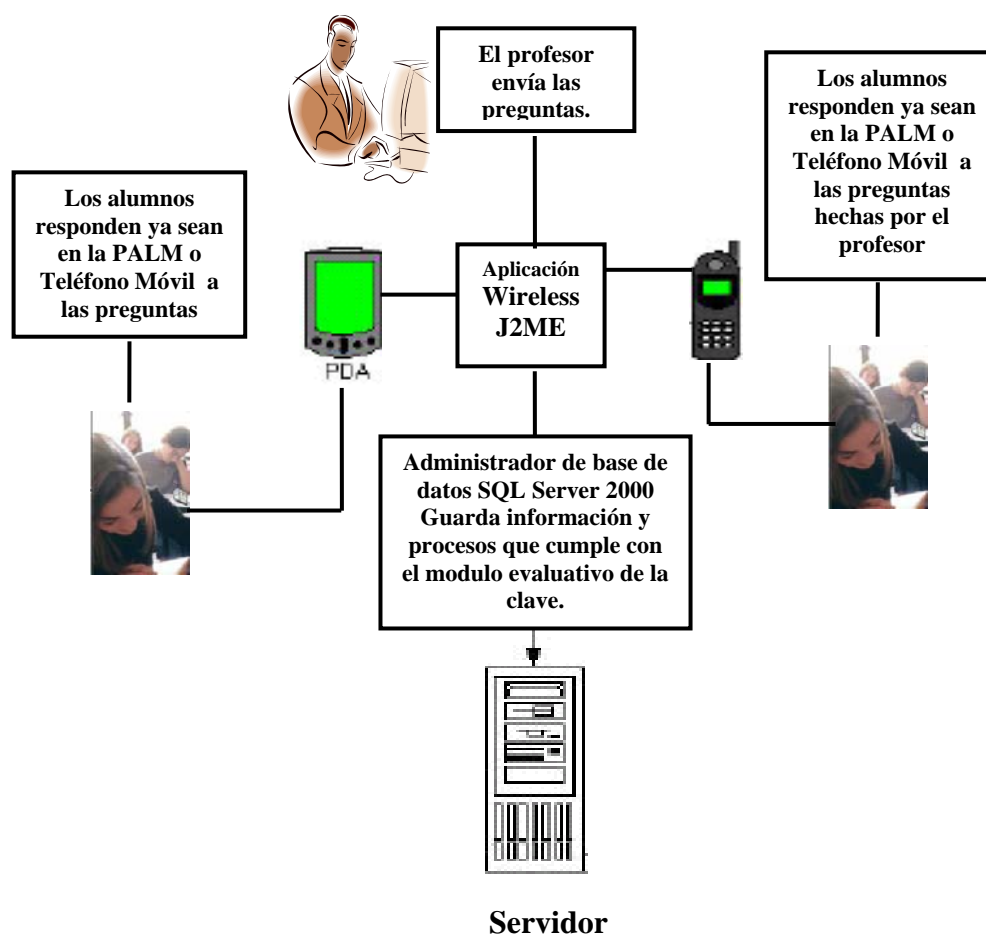 El profesor
envía las
preguntas.
Los alumnos
responden ya sean
en la PALM o
Teléfono Móvil a
las preguntas
hechas por el
profesor
Los alumnos
responden ya sean
en la PALM o
Teléfono Móvil a
las preguntas
PDA
Aplicación
Wireless
J2ME
Administrador de base de
datos SQL Server 2000
Guarda información y
procesos que cumple con
el modulo evaluativo de la
clave.
Servidor